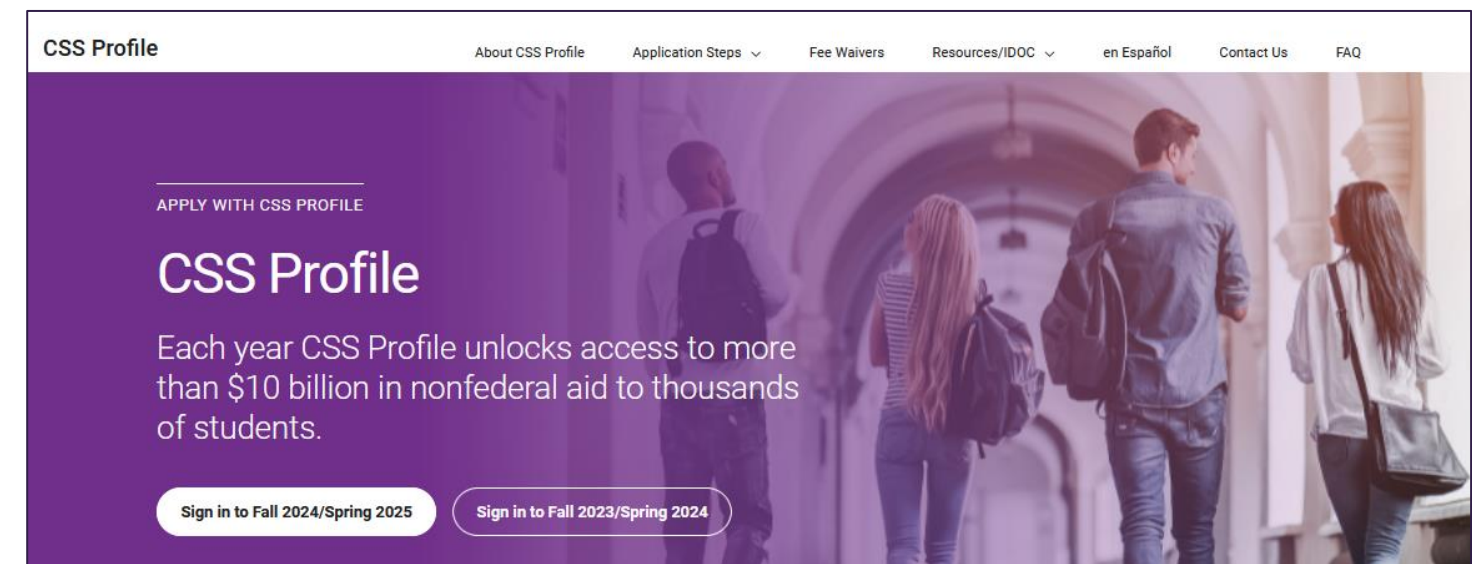 CSS Profile
About CSS Profile
Application Steps
Fee Waivers
Resources/IDOC
en Español
Contact Us
FAQ
APPLY WITH CSS PROFILE
CSS Profile
Each year CSS Profile unlocks access to more
than $10 billion in nonfederal aid to thousands
of students.
Sign in to Fall 2024/Spring 2025
Sign in to Fall 2023/Spring 2024